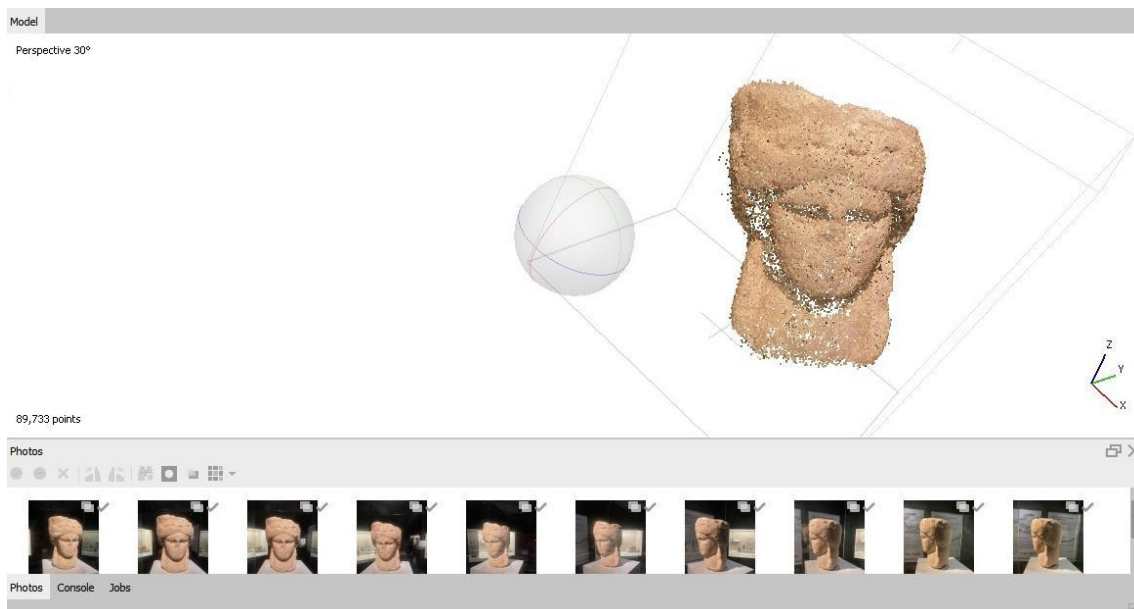 Model
Perspective 30°
Z
Y
X
89,733 points
Photos
Photos Console Jobs